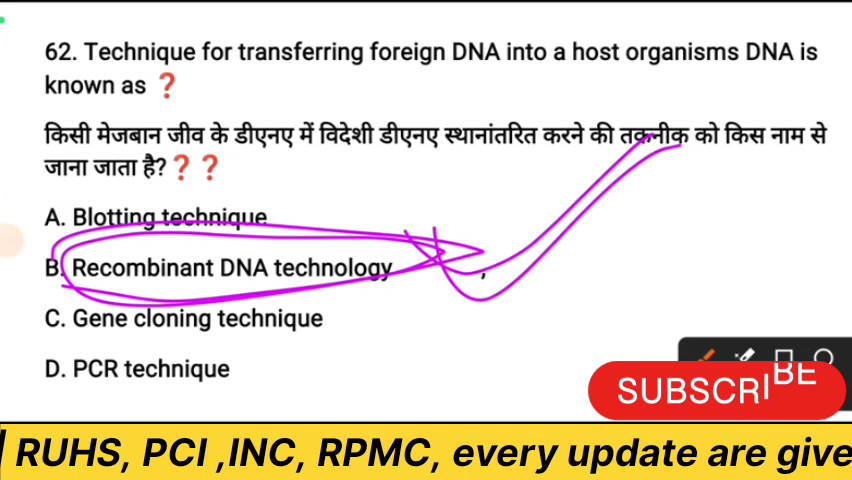 62. Technique for transferring foreign DNA into a host organisms DNA is
known as ❓
किसी मेजबान जीव के डीएनए में विदेशी डीएनए स्थानांतरित करने की तकनीक को किस नाम से
जाना जाता है?❓❓
A. Blotting technique
B. Recombinant DNA technology ,
C. Gene cloning technique
D. PCR technique
SUBSCRIBE
RUHS, PCI ,INC, RPMC, every update are give